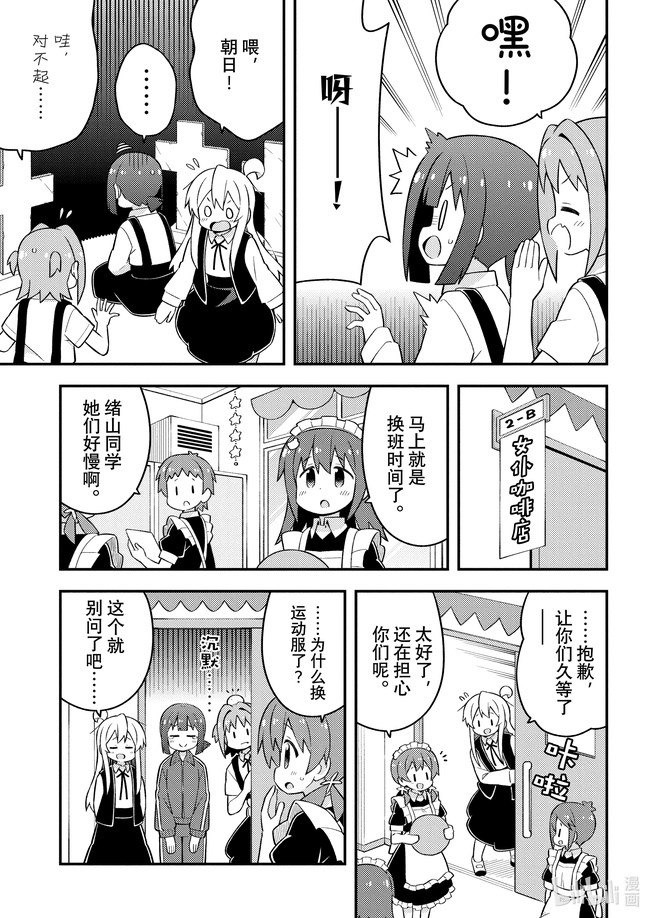 嘿！
呀——！
喂，
朝日！
……
哇，
对不起……
2-B
女仆咖啡店
马上就是
换班时间了。
绪山同学
她们好慢啊。
……抱歉，
让你们久等了
——
咔啦
太好了，
还在担心
你们呢。
……为什么换
运动服了？
沉默……
这个就
别问了吧……